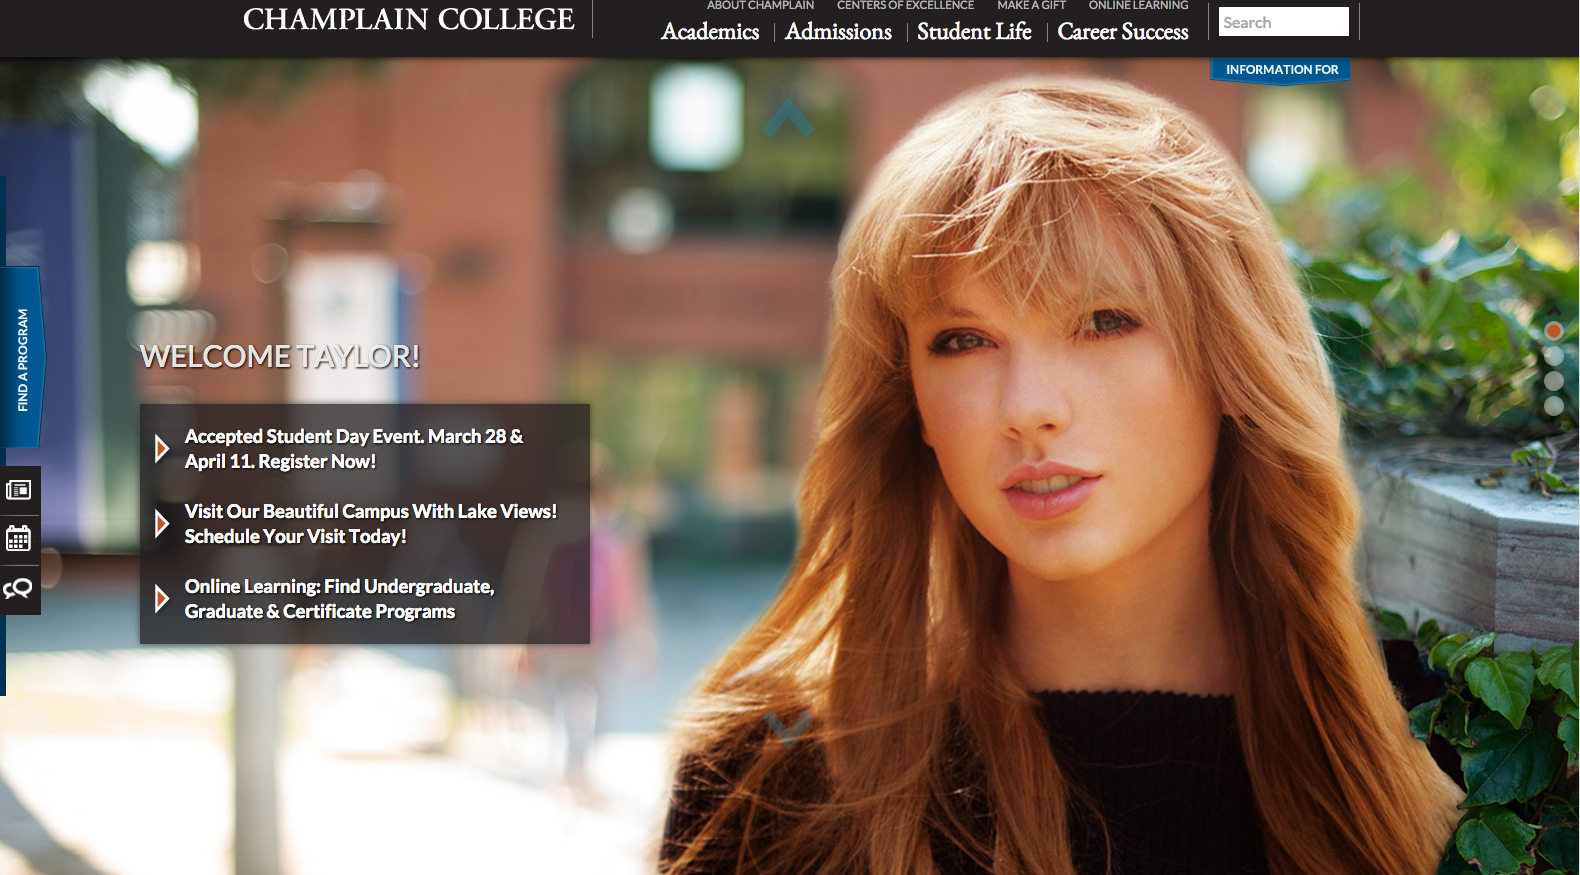 CHAMPLAIN COLLEGE
ABOUT CHAMPLAIN CENTERS OF EXCELLENCE MAKE A GIFT ONLINE LEARNING
Academics Admissions Student Life Career Success
Search
INFORMATION FOR
FIND A PROGRAM
WELCOME TAYLOR!
Accepted Student Day Event. March 28 &
April 11. Register Now!
Visit Our Beautiful Campus With Lake Views!
Schedule Your Visit Today!
Online Learning: Find Undergraduate,
Graduate & Certificate Programs